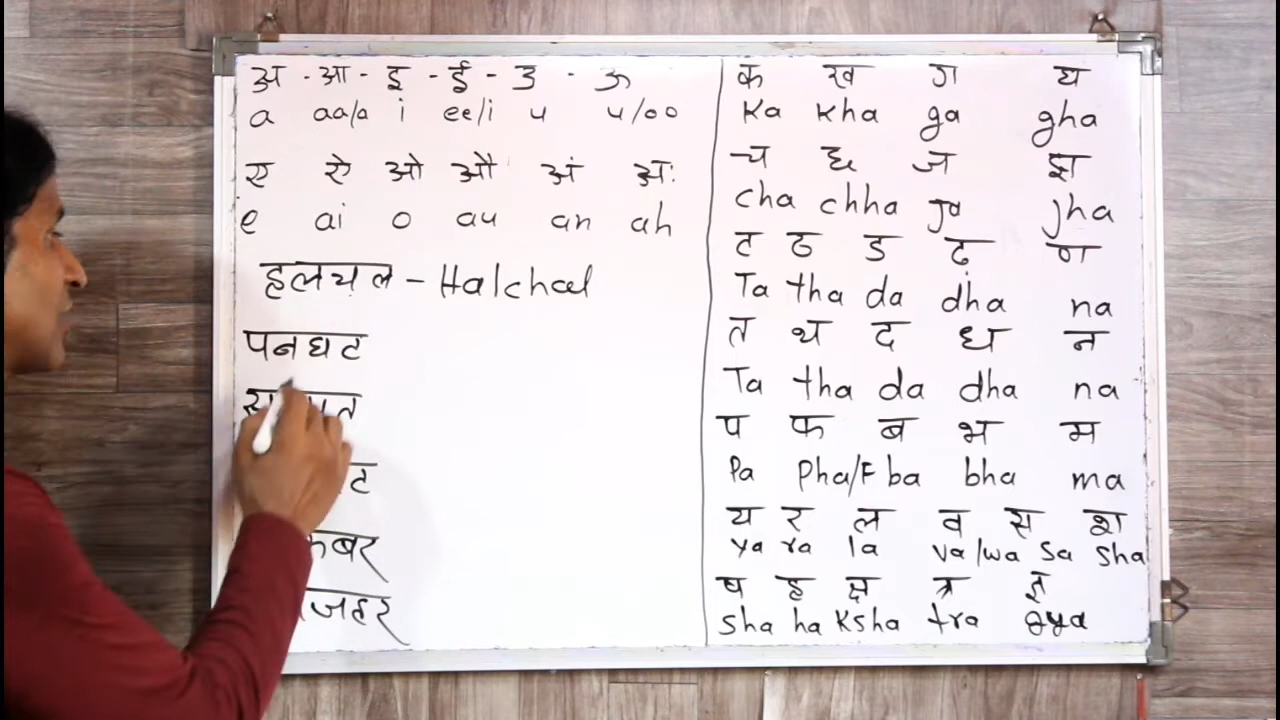 अ - आ - इ - ई - उ - ऊ
a aa/a i ee/i u u/oo
ए ऐ ओ औ अं अः
e ai o au an ah
हलचल - Halchal
पनघट
कबर
जहर
क ख ग घ
Ka kha ga gha
च छ ज झ
cha chha ja jha
ट ठ ड ढ ण
Ta tha da dha na
त थ द ध न
Ta tha da dha na
प फ ब भ म
Pa Pha/F ba bha ma
य र ल व स श
ya ra la va/wa Sa Sha
ष ह क्ष त्र ज्ञ
Sha ha Ksha tra gya